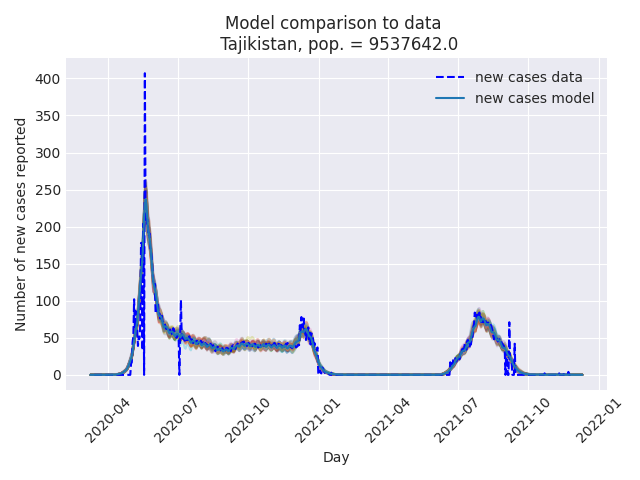 Model comparison to data
Tajikistan, pop. = 9537642.0
new cases data
new cases model
Number of new cases reported
400
350
300
250
200
150
100
50
0
2020-04
2020-07
2020-10
2021-01
2021-04
2021-07
2021-10
2022-01
Day